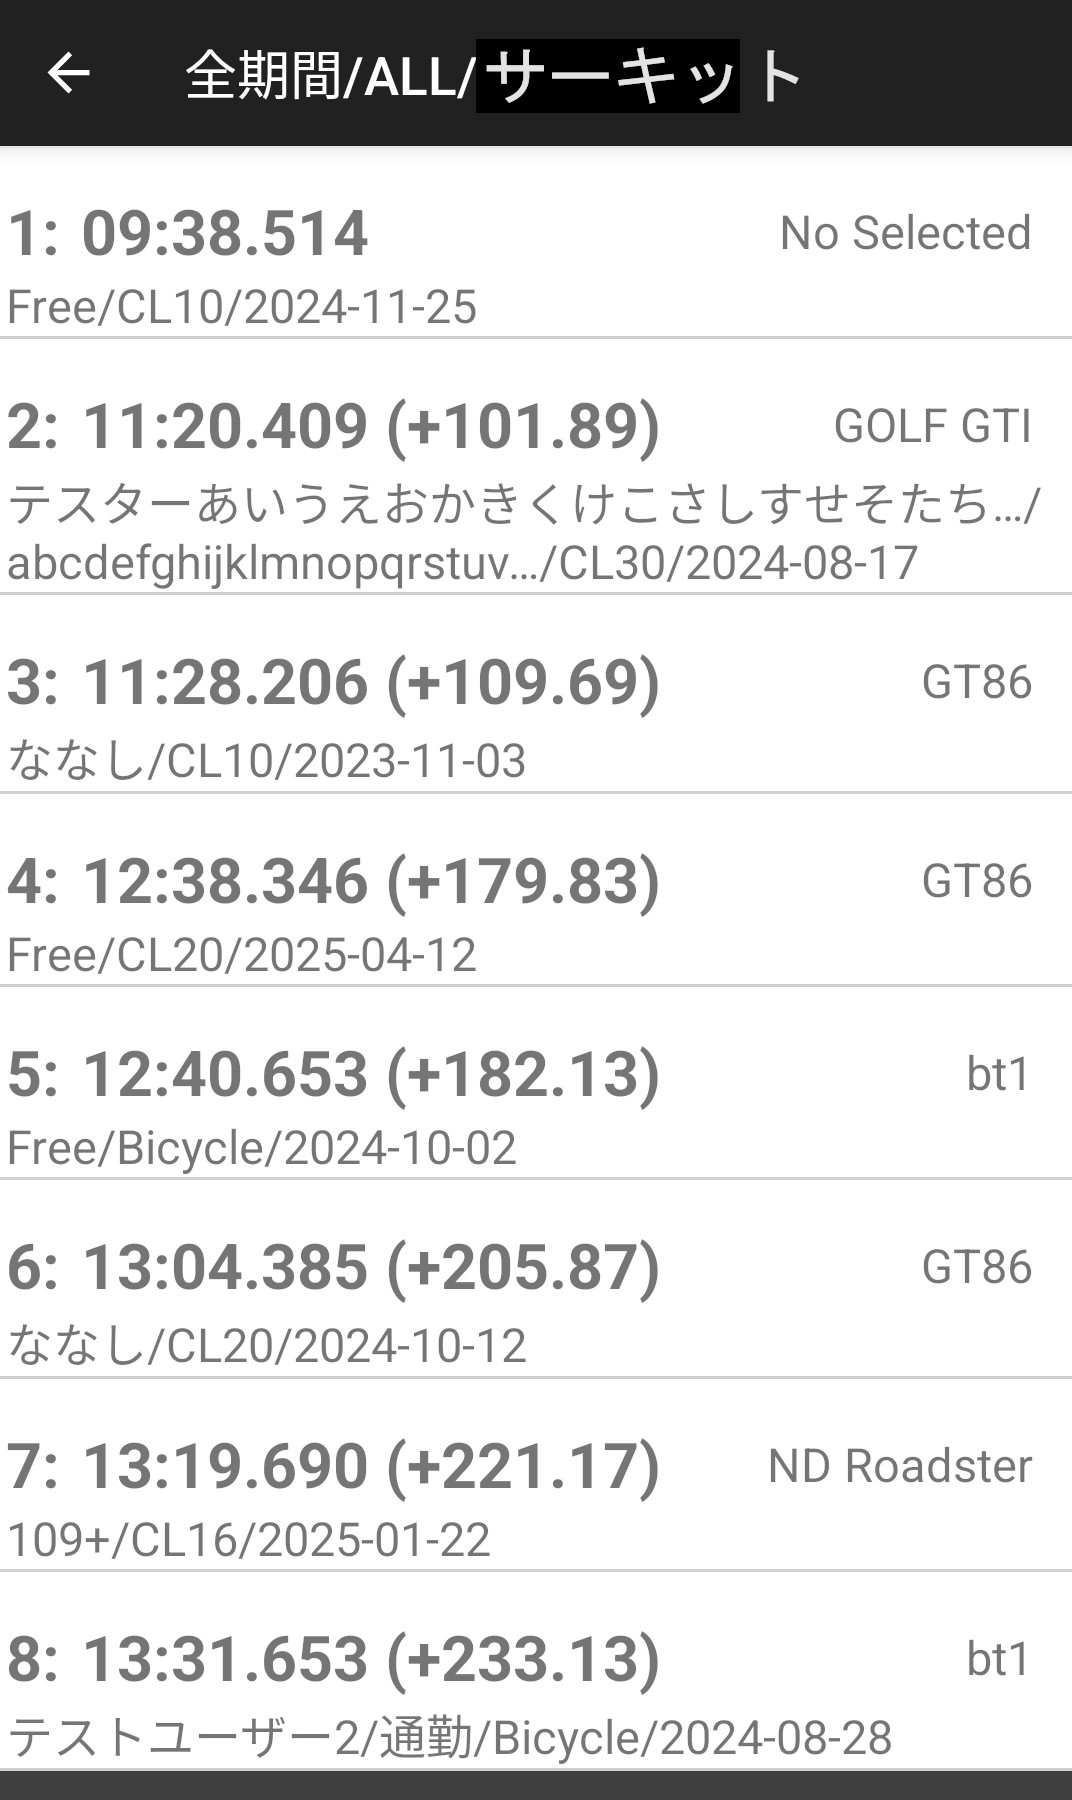 全期間/ALL/サーキット
1: 09:38.514 No Selected
Free/CL10/2024-11-25
2: 11:20.409 (+101.89) GOLF GTI
テスターあいうえおかきくけこさしすせそたち…/
abcdefghijklmnopqrstuv…/CL30/2024-08-17
3: 11:28.206 (+109.69) GT86
ななし/CL10/2023-11-03
4: 12:38.346 (+179.83) GT86
Free/CL20/2025-04-12
5: 12:40.653 (+182.13) bt1
Free/Bicycle/2024-10-02
6: 13:04.385 (+205.87) GT86
ななし/CL20/2024-10-12
7: 13:19.690 (+221.17) ND Roadster
109+/CL16/2025-01-22
8: 13:31.653 (+233.13) bt1
テストユーザー2/通勤/Bicycle/2024-08-28